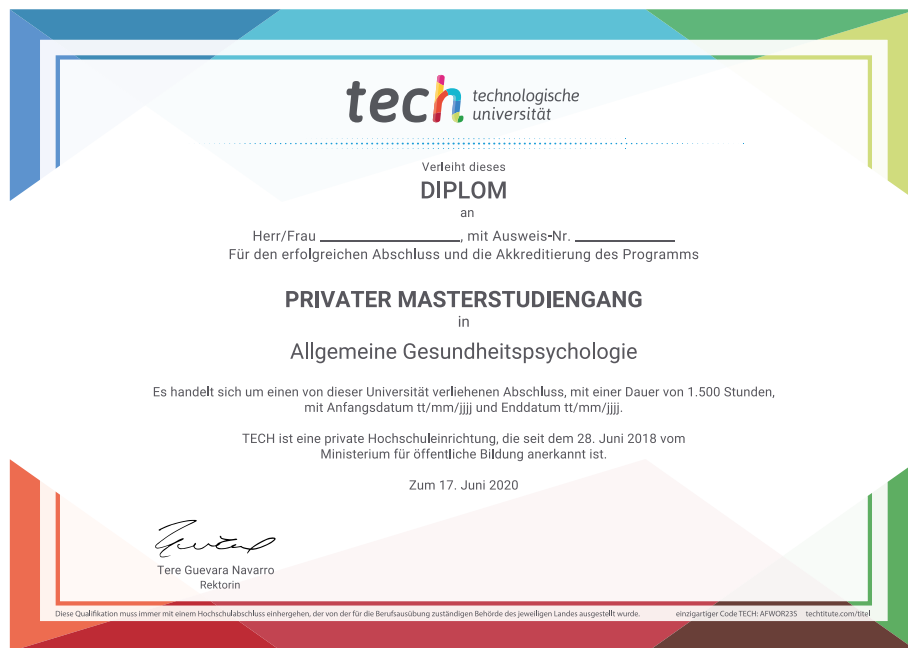 tech technologische
universität
Verleiht dieses
DIPLOM
an
Herr/Frau ____________________, mit Ausweis-Nr. ______________
Für den erfolgreichen Abschluss und die Akkreditierung des Programms
PRIVATER MASTERSTUDIENGANG
in
Allgemeine Gesundheitspsychologie
Es handelt sich um einen von dieser Universität verliehenen Abschluss, mit einer Dauer von 1.500 Stunden,
mit Anfangsdatum tt/mm/jjjj und Enddatum tt/mm/jjjj.
TECH ist eine private Hochschuleinrichtung, die seit dem 28. Juni 2018 vom
Ministerium für öffentliche Bildung anerkannt ist.
Zum 17. Juni 2020
Tere Guevara Navarro
Rektorin
Diese Qualifikation muss immer mit einem Hochschulabschluss einhergehen, der von der für die Berufsausübung zuständigen Behörde des jeweiligen Landes ausgestellt wurde. einzigartiger Code TECH: AFWOR23S techtitute.com/titel